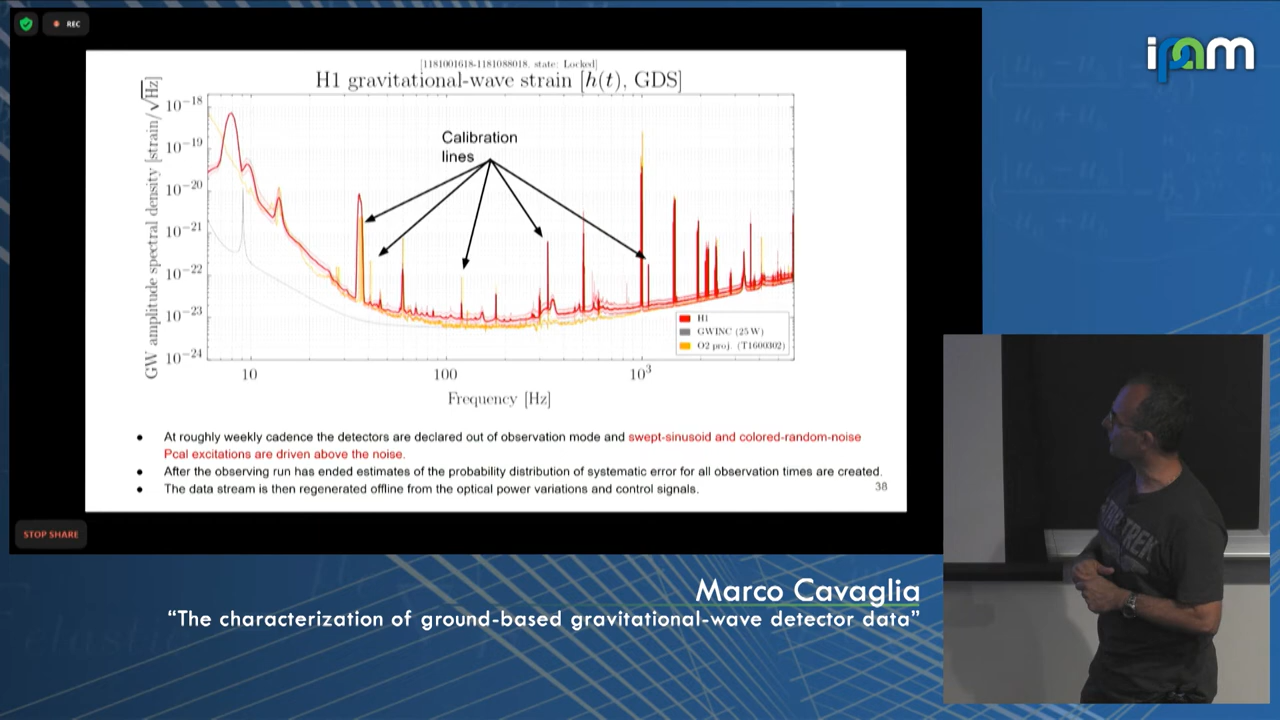 REC
ipam
[1181001618-1181088018, state: Locked]
H1 gravitational-wave strain [h(t), GDS]
GW amplitude spectral density [strain/√Hz]
10⁻¹⁸
10⁻¹⁹
10⁻²⁰
10⁻²¹
10⁻²²
10⁻²³
10⁻²⁴
Calibration
lines
H1
GWINC (25 W)
O2 proj. (T1600302)
10
100
10³
Frequency [Hz]
● At roughly weekly cadence the detectors are declared out of observation mode and swept-sinusoid and colored-random-noise
Pcal excitations are driven above the noise.
● After the observing run has ended estimates of the probability distribution of systematic error for all observation times are created.
● The data stream is then regenerated offline from the optical power variations and control signals.
38
STOP SHARE
TREK
Marco Cavaglia
“The characterization of ground-based gravitational-wave detector data”